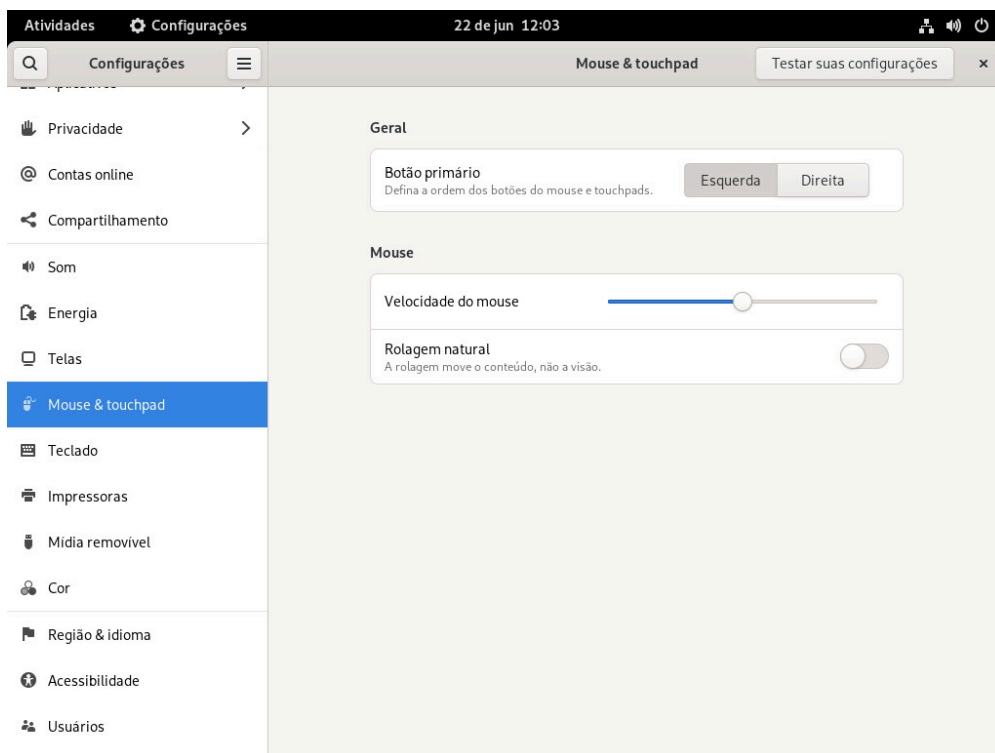 Atividades Configurações 22 de jun 12:03
Configurações Mouse & touchpad Testar suas configurações
Aplicativos
Privacidade
Contas online
Compartilhamento
Som
Energia
Telas
Mouse & touchpad
Teclado
Impressoras
Mídia removível
Cor
Região & idioma
Acessibilidade
Usuários
Geral
Botão primário
Defina a ordem dos botões do mouse e touchpads.
Esquerda Direita
Mouse
Velocidade do mouse
Rolagem natural
A rolagem move o conteúdo, não a visão.